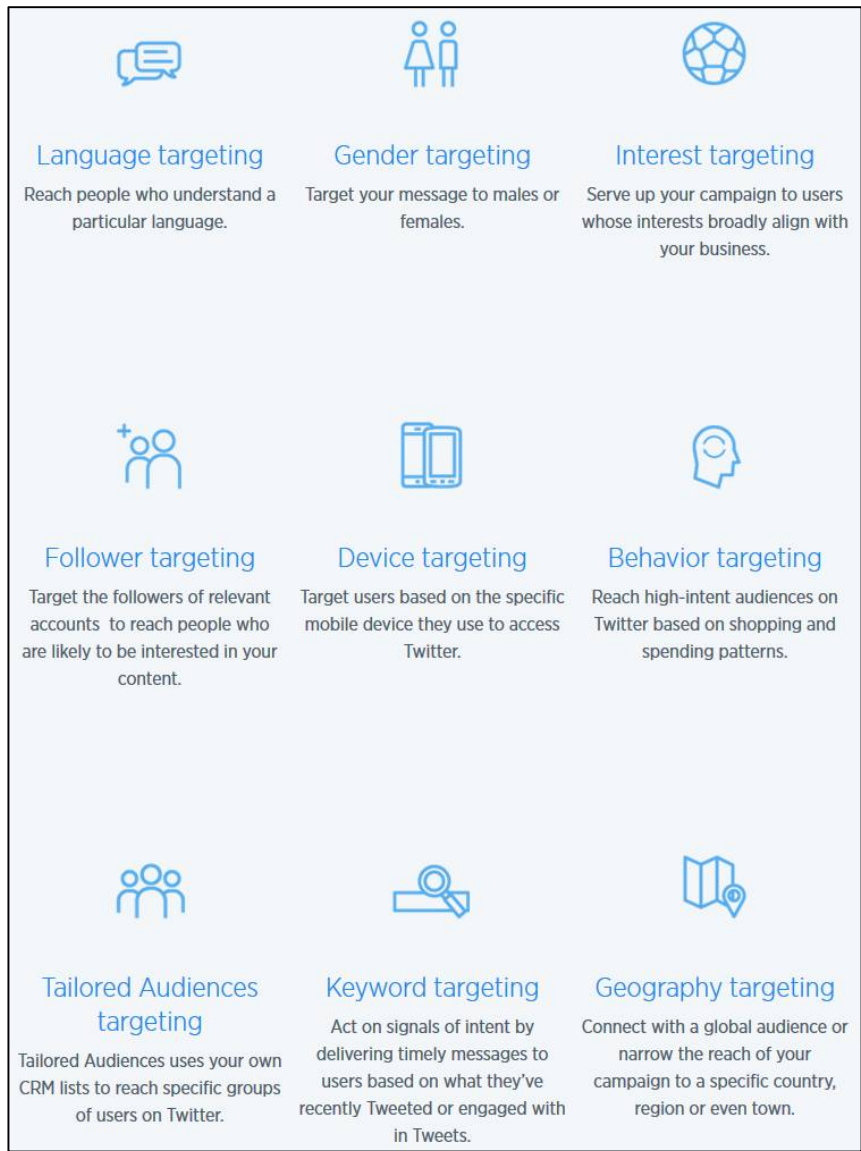 Language targeting
Reach people who understand a
particular language.
Gender targeting
Target your message to males or
females.
Interest targeting
Serve up your campaign to users
whose interests broadly align with
your business.
Follower targeting
Target the followers of relevant
accounts to reach people who
are likely to be interested in your
content.
Device targeting
Target users based on the specific
mobile device they use to access
Twitter.
Behavior targeting
Reach high-intent audiences on
Twitter based on shopping and
spending patterns.
Tailored Audiences
targeting
Tailored Audiences uses your own
CRM lists to reach specific groups
of users on Twitter.
Keyword targeting
Act on signals of intent by
delivering timely messages to
users based on what they've
recently Tweeted or engaged with
in Tweets.
Geography targeting
Connect with a global audience or
narrow the reach of your
campaign to a specific country,
region or even town.